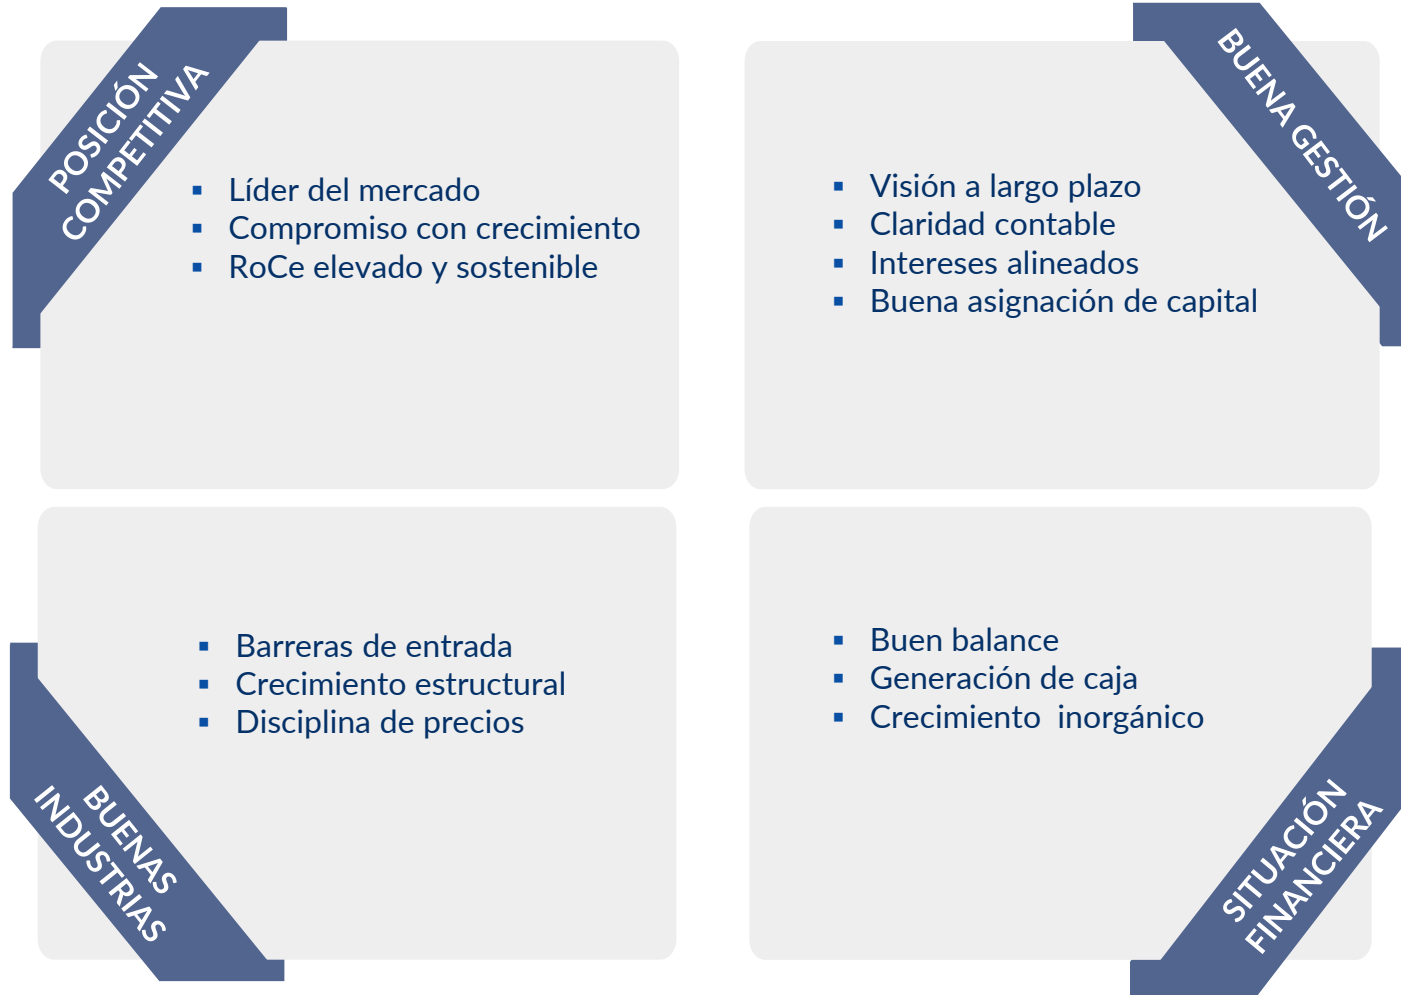 POSICIÓN
COMPETITIVA
▪ Líder del mercado
▪ Compromiso con crecimiento
▪ RoCe elevado y sostenible
BUENA GESTIÓN
▪ Visión a largo plazo
▪ Claridad contable
▪ Intereses alineados
▪ Buena asignación de capital
BUENAS
INDUSTRIAS
▪ Barreras de entrada
▪ Crecimiento estructural
▪ Disciplina de precios
SITUACIÓN
FINANCIERA
▪ Buen balance
▪ Generación de caja
▪ Crecimiento  inorgánico